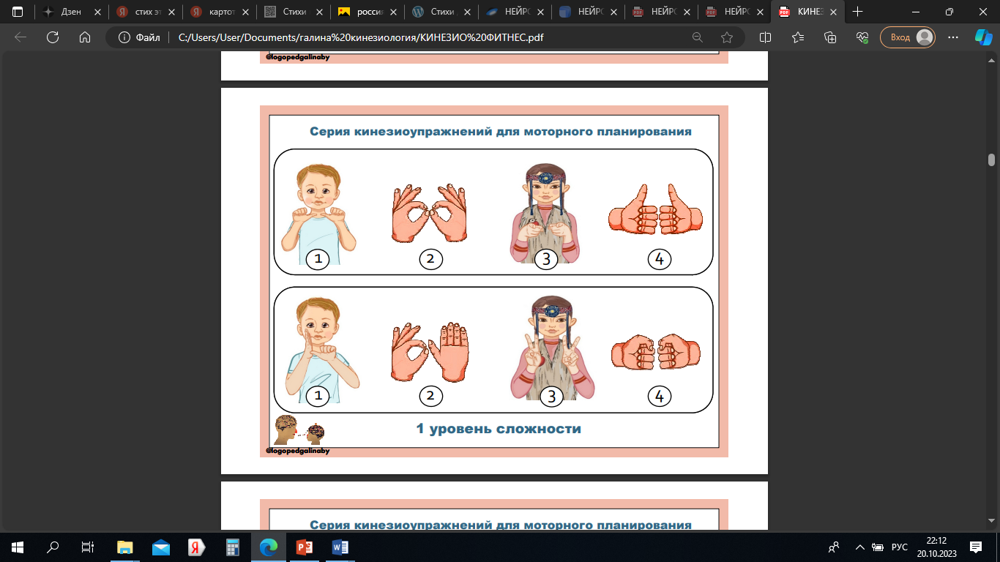 Дзен
стих эт
картот
Стихи
россий
Стихи
НЕЙРО
НЕЙРО
НЕЙРО
НЕЙРО
КИНЕЗ
Файл
C:/Users/User/Documents/галина%20кинезиология/КИНЕЗИО%20ФИТНЕС.pdf
Вход
@logopedgalinaby
Серия кинезиоупражнений для моторного планирования
1 2 3 4
1 2 3 4
1 уровень сложности
@logopedgalinaby
Серия кинезиоупражнений для моторного планирования
РУС
22:12
20.10.2023